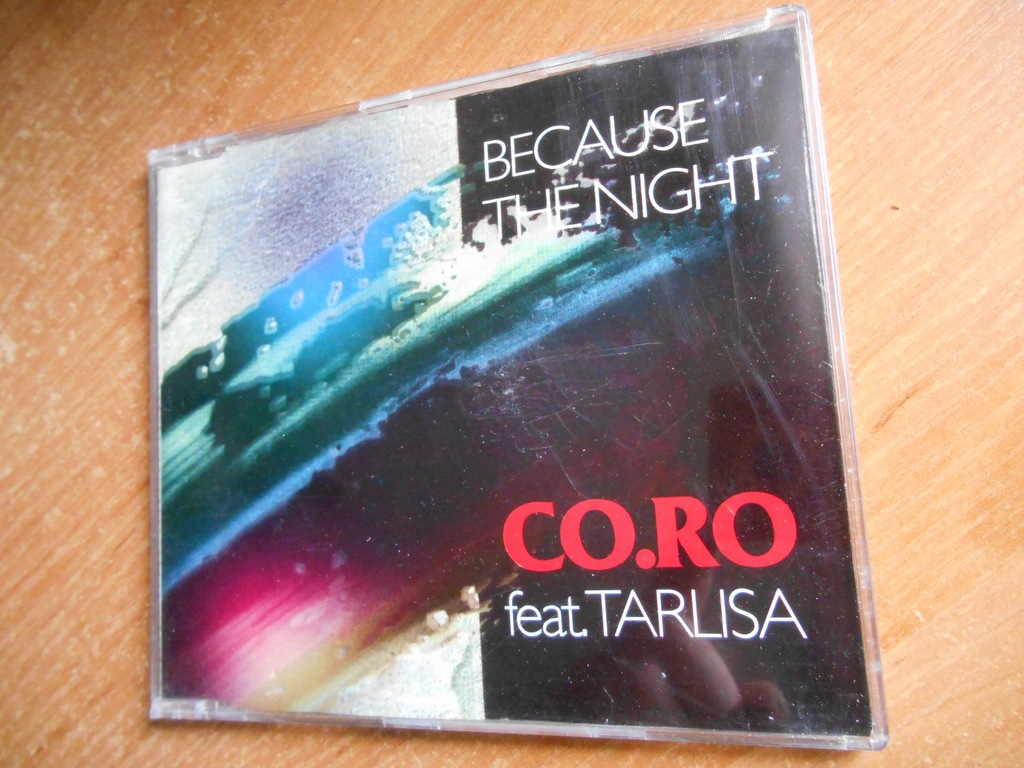 BECAUSE
THE NIGHT
CO.RO
feat. TARLISA